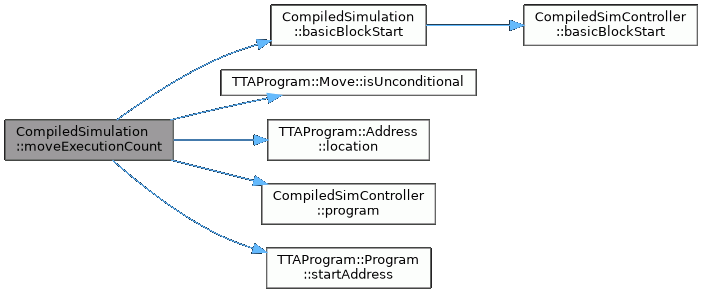 CompiledSimulation
::moveExecutionCount
CompiledSimulation
::basicBlockStart
CompiledSimController
::basicBlockStart
TTAProgram::Move::isUnconditional
TTAProgram::Address
::location
CompiledSimController
::program
TTAProgram::Program
::startAddress